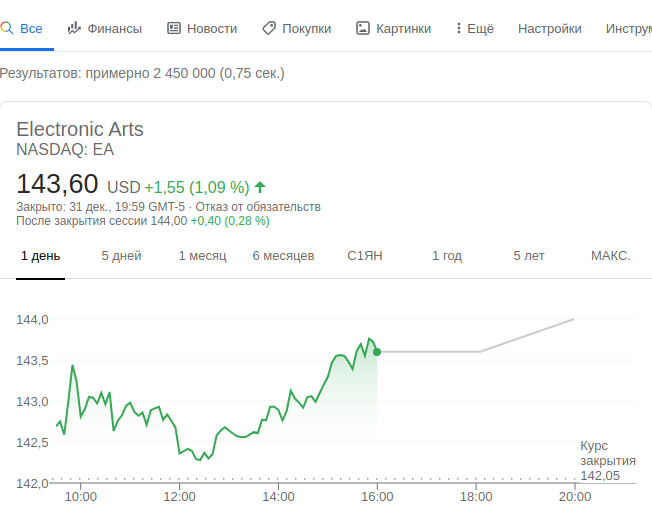 Все Финансы Новости Покупки Картинки Ещё Настройки Инструм
Результатов: примерно 2 450 000 (0,75 сек.)
Electronic Arts
NASDAQ: EA
143,60 USD +1,55 (1,09 %)
Закрыто: 31 дек., 19:59 GMT-5 · Отказ от обязательств
После закрытия сессии 144,00 +0,40 (0,28 %)
1 день 5 дней 1 месяц 6 месяцев С1ЯН 1 год 5 лет МАКС.
144,0
143,5
143,0
142,5
142,0
Курс
закрытия
142,05
10:00 12:00 14:00 16:00 18:00 20:00